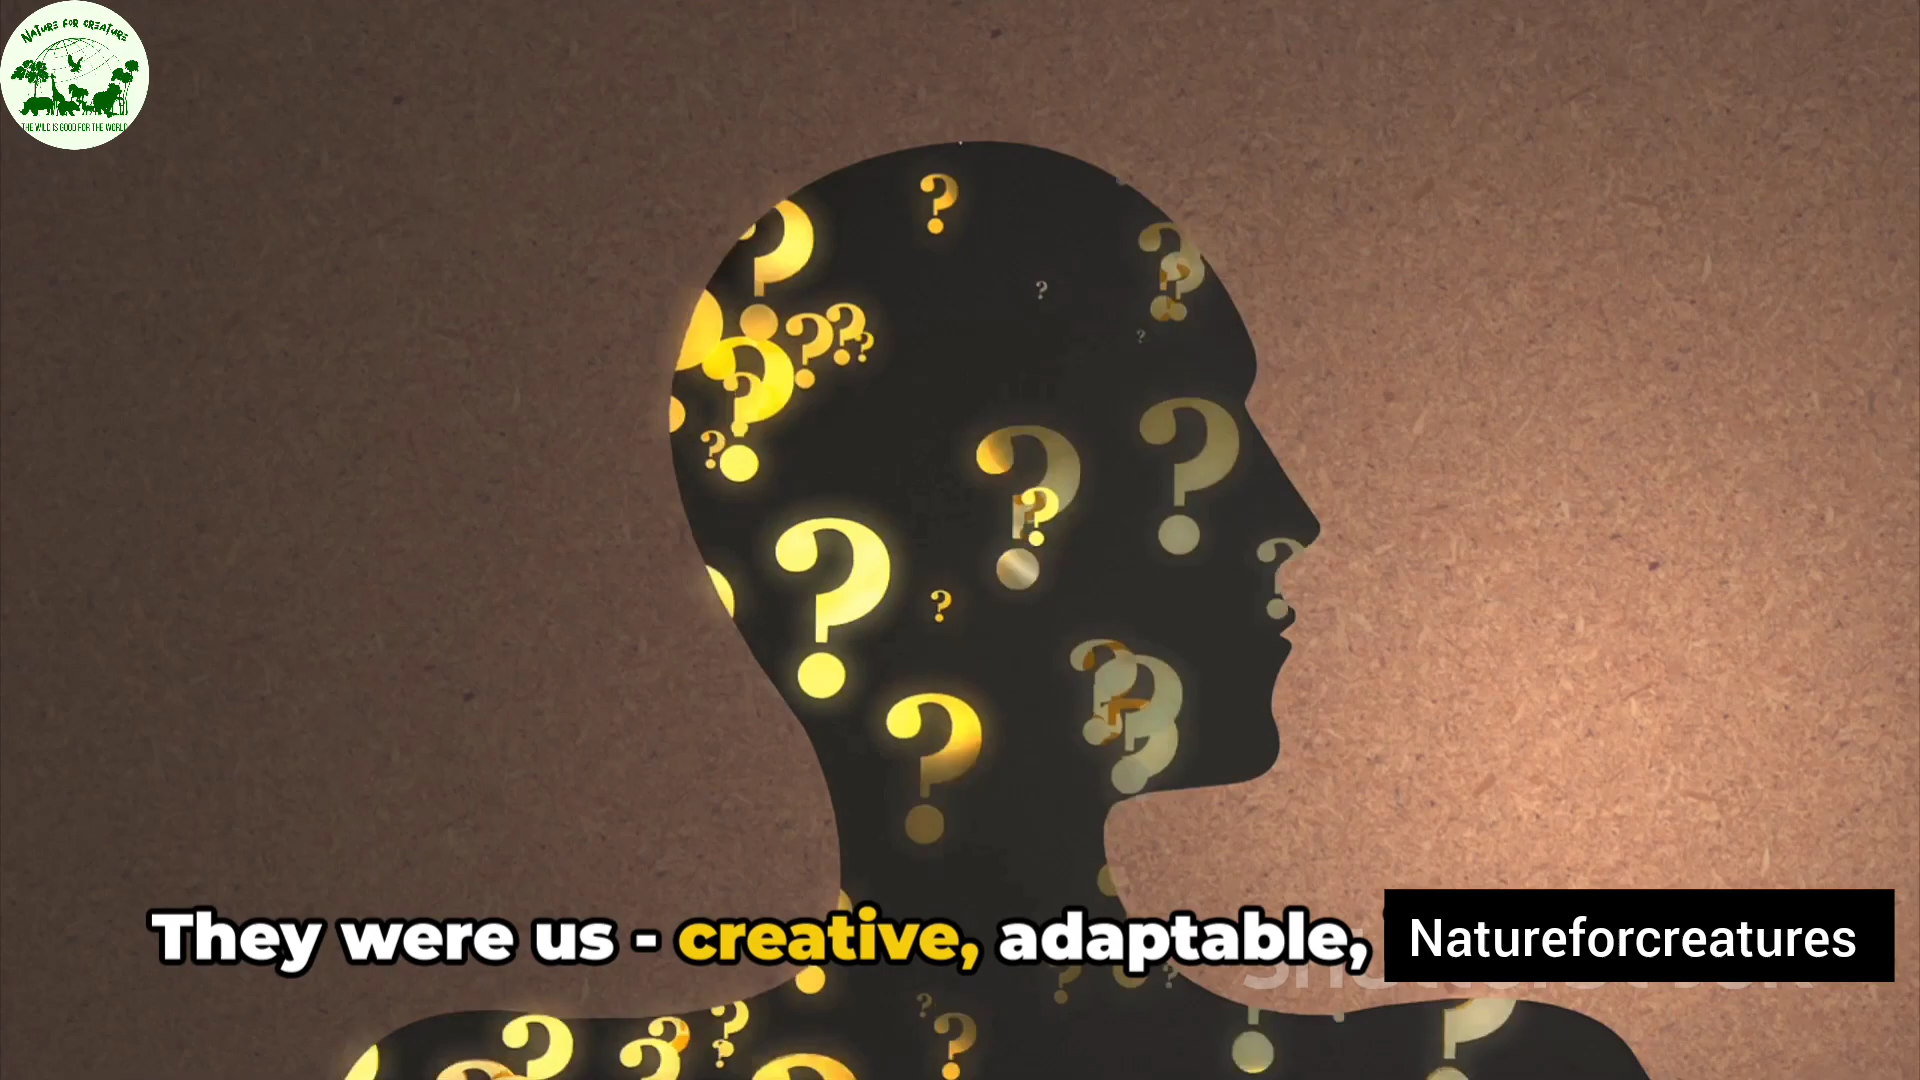 NATURE FOR CREATURE
THE WILD IS GOOD FOR THE WORLD
They were us - creative, adaptable,
Natureforcreatures